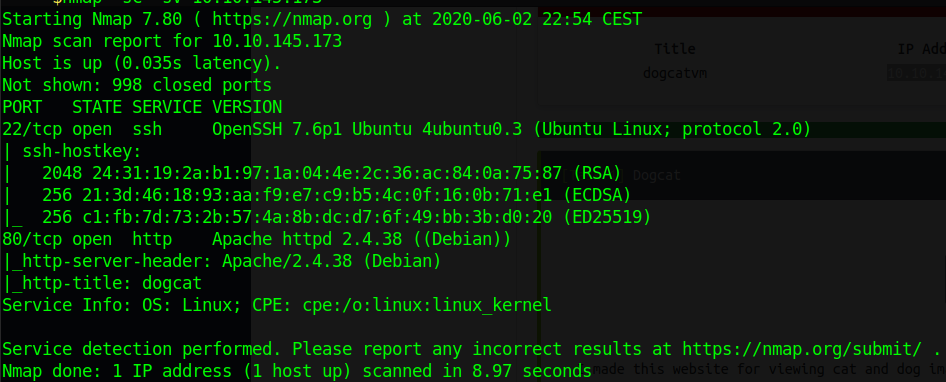 Starting Nmap 7.80 ( https://nmap.org ) at 2020-06-02 22:54 CEST
Nmap scan report for 10.10.145.173
Host is up (0.035s latency).
Not shown: 998 closed ports
PORT   STATE SERVICE VERSION
22/tcp open  ssh     OpenSSH 7.6p1 Ubuntu 4ubuntu0.3 (Ubuntu Linux; protocol 2.0)
| ssh-hostkey:
|   2048 24:31:19:2a:b1:97:1a:04:4e:2c:36:ac:84:0a:75:87 (RSA)
|   256 21:3d:46:18:93:aa:f9:e7:c9:b5:4c:0f:16:0b:71:e1 (ECDSA)
|_  256 c1:fb:7d:73:2b:57:4a:8b:dc:d7:6f:49:bb:3b:d0:20 (ED25519)
80/tcp open  http    Apache httpd 2.4.38 ((Debian))
|_http-server-header: Apache/2.4.38 (Debian)
|_http-title: dogcat
Service Info: OS: Linux; CPE: cpe:/o:linux:linux_kernel
Service detection performed. Please report any incorrect results at https://nmap.org/submit/ .
Nmap done: 1 IP address (1 host up) scanned in 8.97 seconds
Title IP Add
dogcatvm
Dogcat
made this website for viewing cat and dog